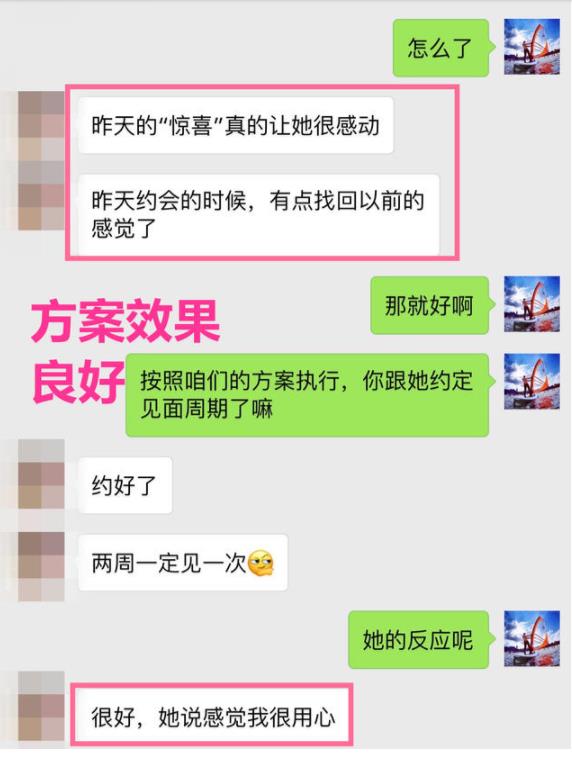 怎么了
昨天的“惊喜”真的让她很感动
昨天约会的时候，有点找回以前的
感觉了
那就好啊
方案效果
良好
按照咱们的方案执行，你跟她约定
见面周期了嘛
约好了
两周一定见一次
她的反应呢
很好，她说感觉我很用心